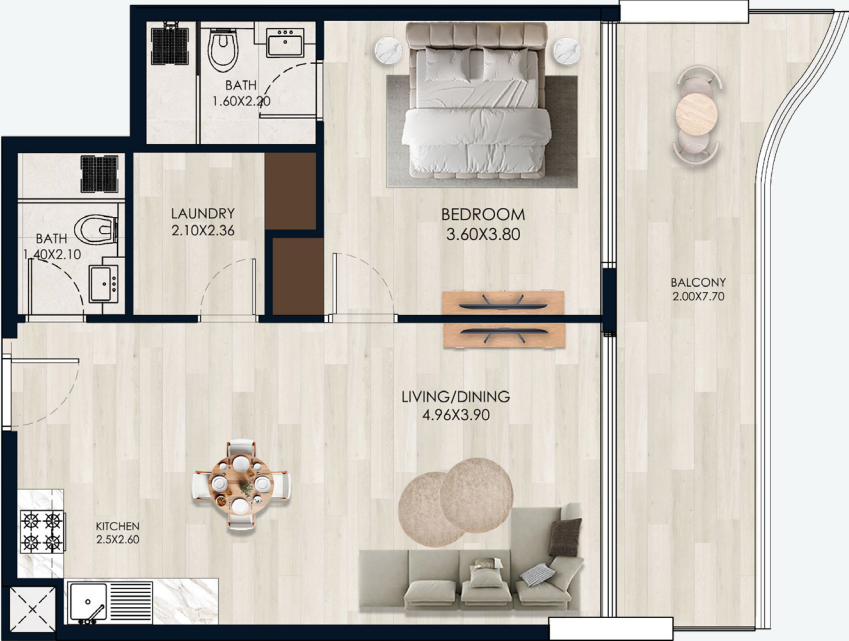 BATH
1.60X2.20
LAUNDRY
2.10X2.36
BEDROOM
3.60X3.80
BATH
1.40X2.10
BALCONY
2.00X7.70
LIVING/DINING
4.96X3.90
KITCHEN
2.5X2.60